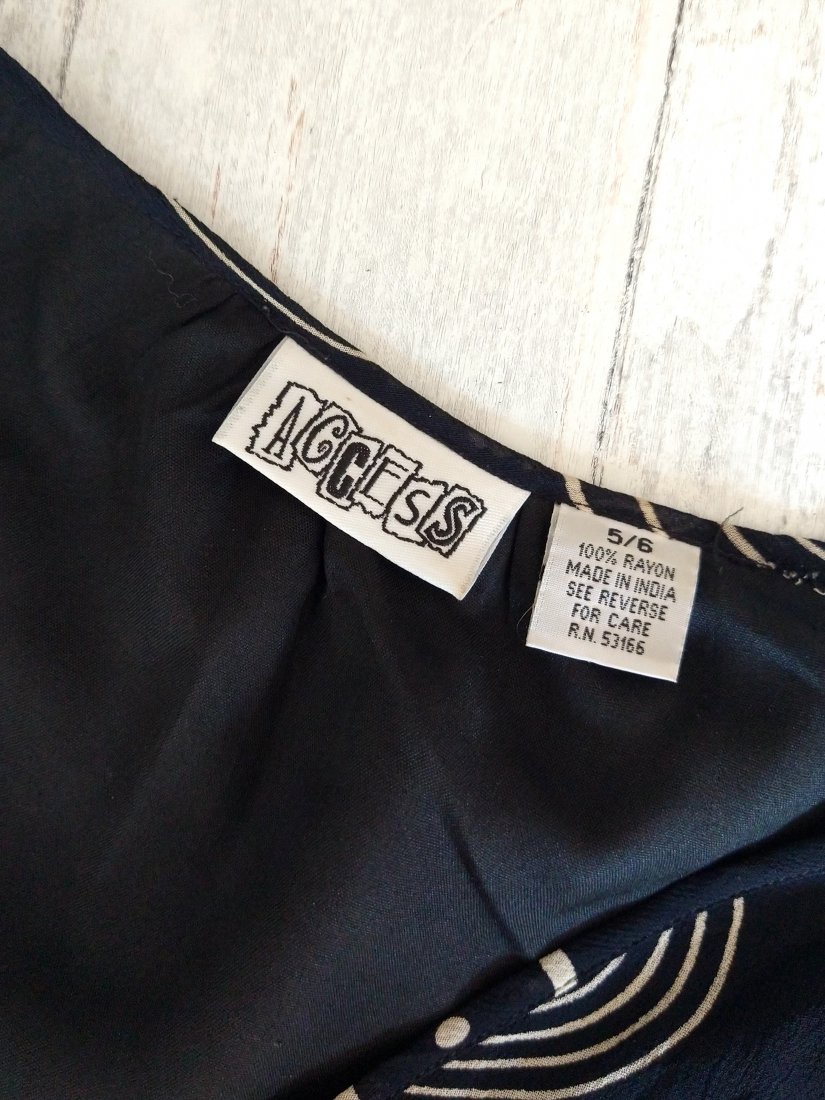 ACCESS
5/6
100% RAYON
MADE IN INDIA
SEE REVERSE
FOR CARE
R.N. 53166